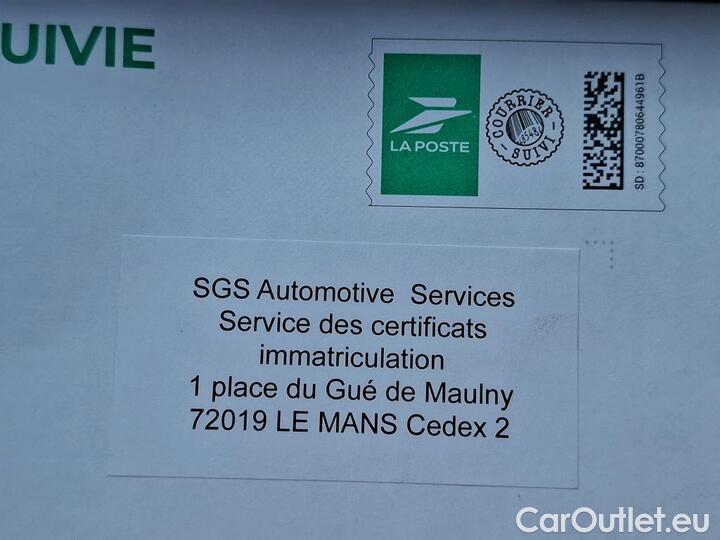 UIVIE
LA POSTE
COURRIER
SUIVI
SD : 87000780644961B
SGS Automotive Services
Service des certificats
immatriculation
1 place du Gué de Maulny
72019 LE MANS Cedex 2
CarOutlet.eu